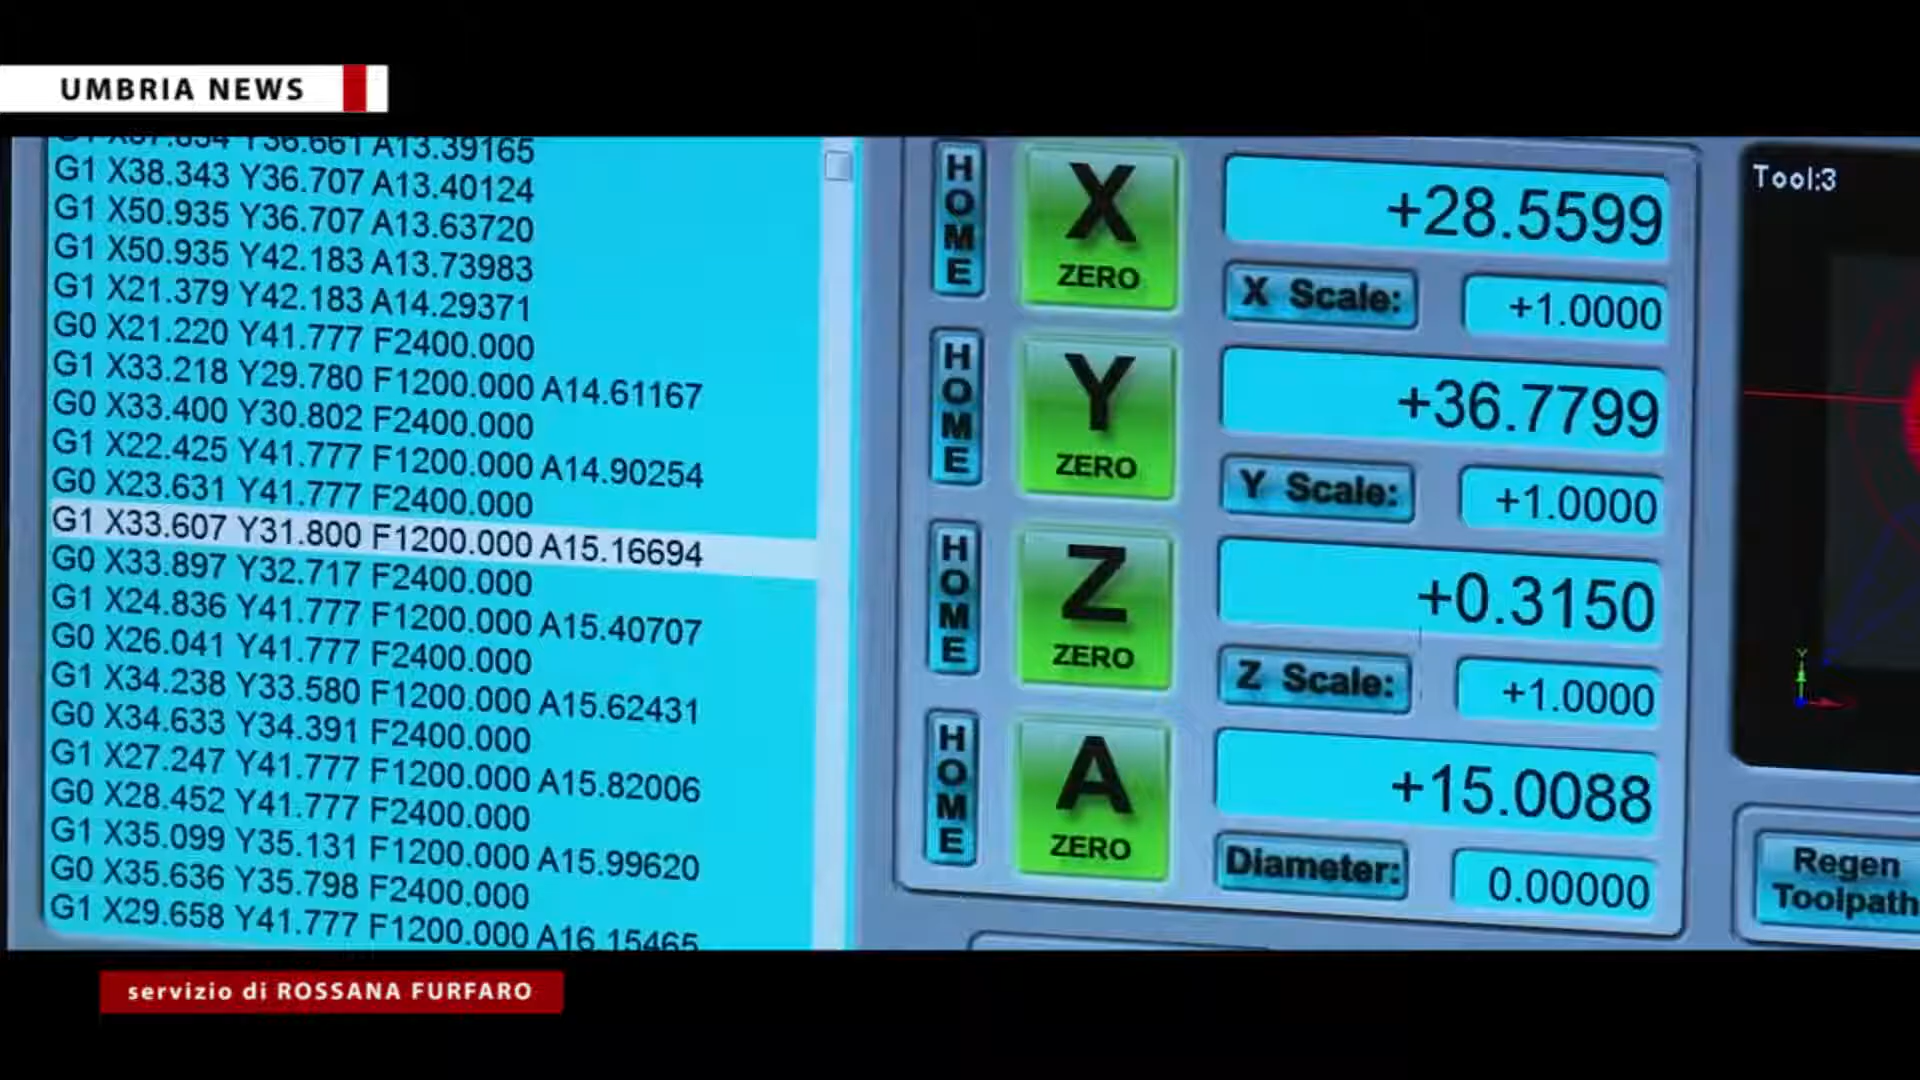 UMBRIA NEWS
Y36.661 A13.39165
G1 X38.343 Y36.707 A13.40124
G1 X50.935 Y36.707 A13.63720
G1 X50.935 Y42.183 A13.73983
G1 X21.379 Y42.183 A14.29371
G0 X21.220 Y41.777 F2400.000
G1 X33.218 Y29.780 F1200.000 A14.61167
G0 X33.400 Y30.802 F2400.000
G1 X22.425 Y41.777 F1200.000 A14.90254
G0 X23.631 Y41.777 F2400.000
G1 X33.607 Y31.800 F1200.000 A15.16694
G0 X33.897 Y32.717 F2400.000
G1 X24.836 Y41.777 F1200.000 A15.40707
G0 X26.041 Y41.777 F2400.000
G1 X34.238 Y33.580 F1200.000 A15.62431
G0 X34.633 Y34.391 F2400.000
G1 X27.247 Y41.777 F1200.000 A15.82006
G0 X28.452 Y41.777 F2400.000
G1 X35.099 Y35.131 F1200.000 A15.99620
G0 X35.636 Y35.798 F2400.000
G1 X29.658 Y41.777 F1200.000 A16.15465
HOME
X
ZERO
+28.5599
X Scale:
+1.0000
HOME
Y
ZERO
+36.7799
Y Scale:
+1.0000
HOME
Z
ZERO
+0.3150
Z Scale:
+1.0000
HOME
A
ZERO
+15.0088
Diameter:
0.00000
Tool:3
Y
Regen
Toolpath
servizio di ROSSANA FURFARO